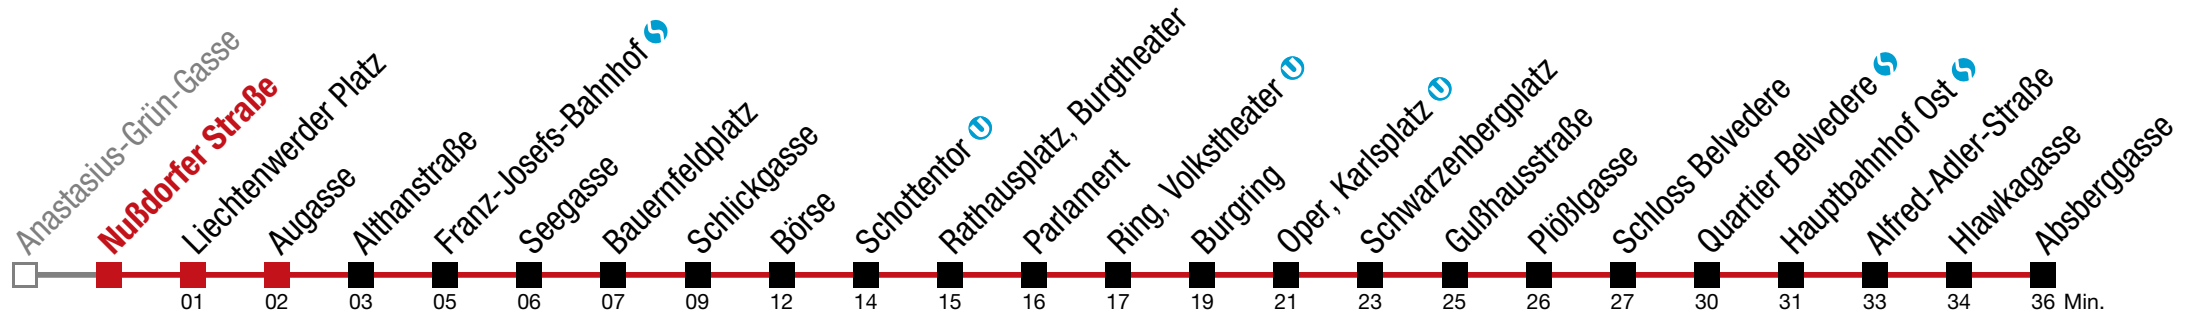 Anastasius-Grün-Gasse
Nußdorfer Straße
Liechtenwerder Platz
Augasse
Althanstraße
Franz-Josefs-Bahnhof
Seegasse
Bauernfeldplatz
Schlickgasse
Börse
Schottentor
Rathausplatz, Burgtheater
Parlament
Ring, Volkstheater
Burgring
Oper, Karlsplatz
Schwarzenbergplatz
Gußhausstraße
Plößlgasse
Schloss Belvedere
Quartier Belvedere
Hauptbahnhof Ost
Alfred-Adler-Straße
Hlawkagasse
Absberggasse
01 02 03 05 06 07 09 12 14 15 16 17 19 21 23 25 26 27 30 31 33 34 36 Min.